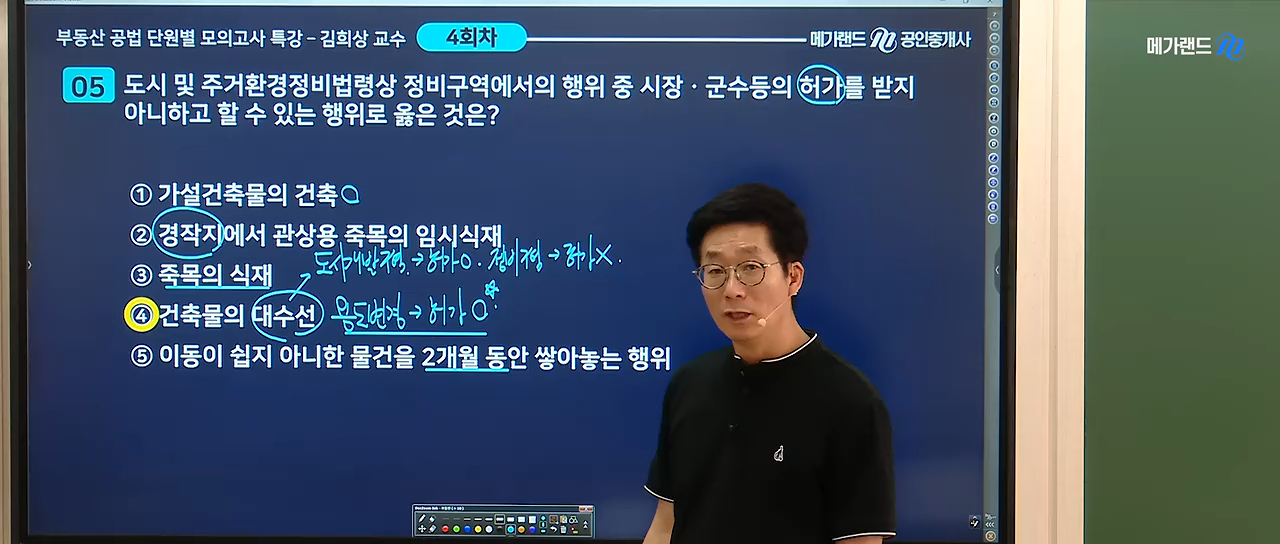 부동산 공법 단원별 모의고사 특강 – 김희상 교수 4회차 메가랜드 공인중개사
메가랜드
05 도시 및 주거환경정비법령상 정비구역에서의 행위 중 시장·군수등의 허가를 받지
아니하고 할 수 있는 행위로 옳은 것은?
① 가설건축물의 건축 O
② 경작지에서 관상용 죽목의 임시식재
도시개발구역 → 허가 O. 정비구역 → 허가 X.
③ 죽목의 식재
④ 건축물의 대수선 용도변경 → 허가 O
⑤ 이동이 쉽지 아니한 물건을 2개월 동안 쌓아놓는 행위